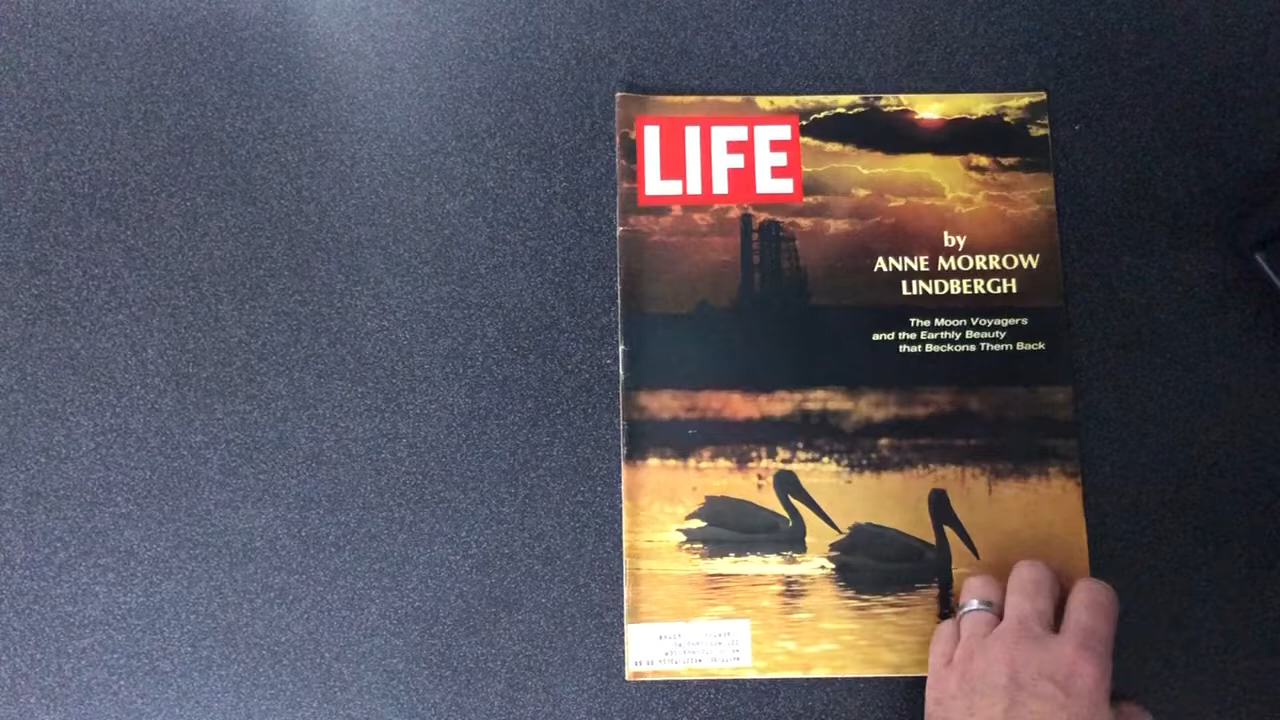 LIFE
by
ANNE MORROW
LINDBERGH
The Moon Voyagers
and the Earthly Beauty
that Beckons Them Back